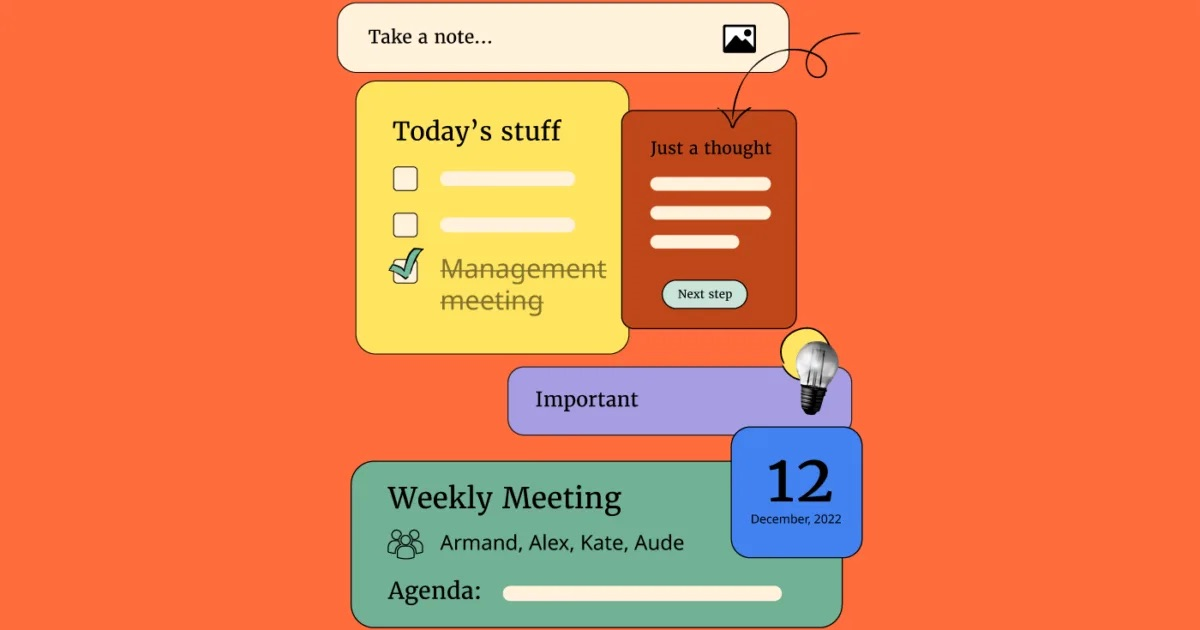 Take a note...
Today’s stuff
Management
meeting
Just a thought
Next step
Important
12
December, 2022
Weekly Meeting
Armand, Alex, Kate, Aude
Agenda: